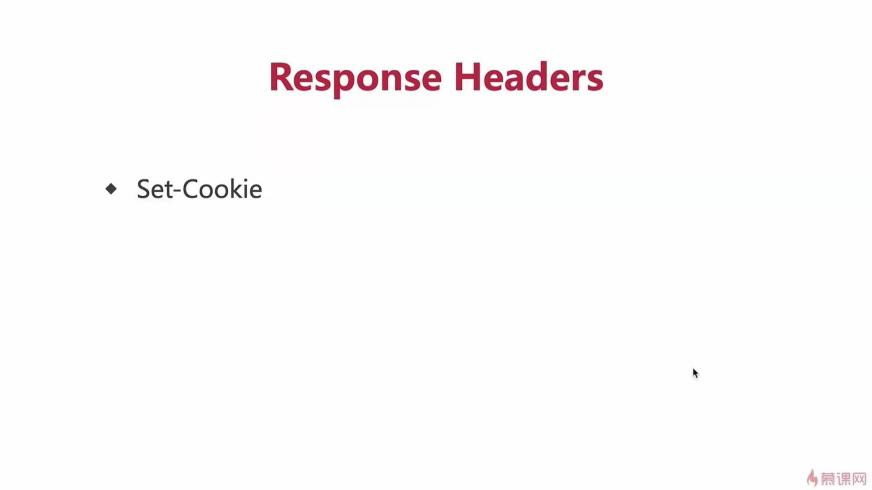 Response Headers
◆ Set-Cookie
慕课网